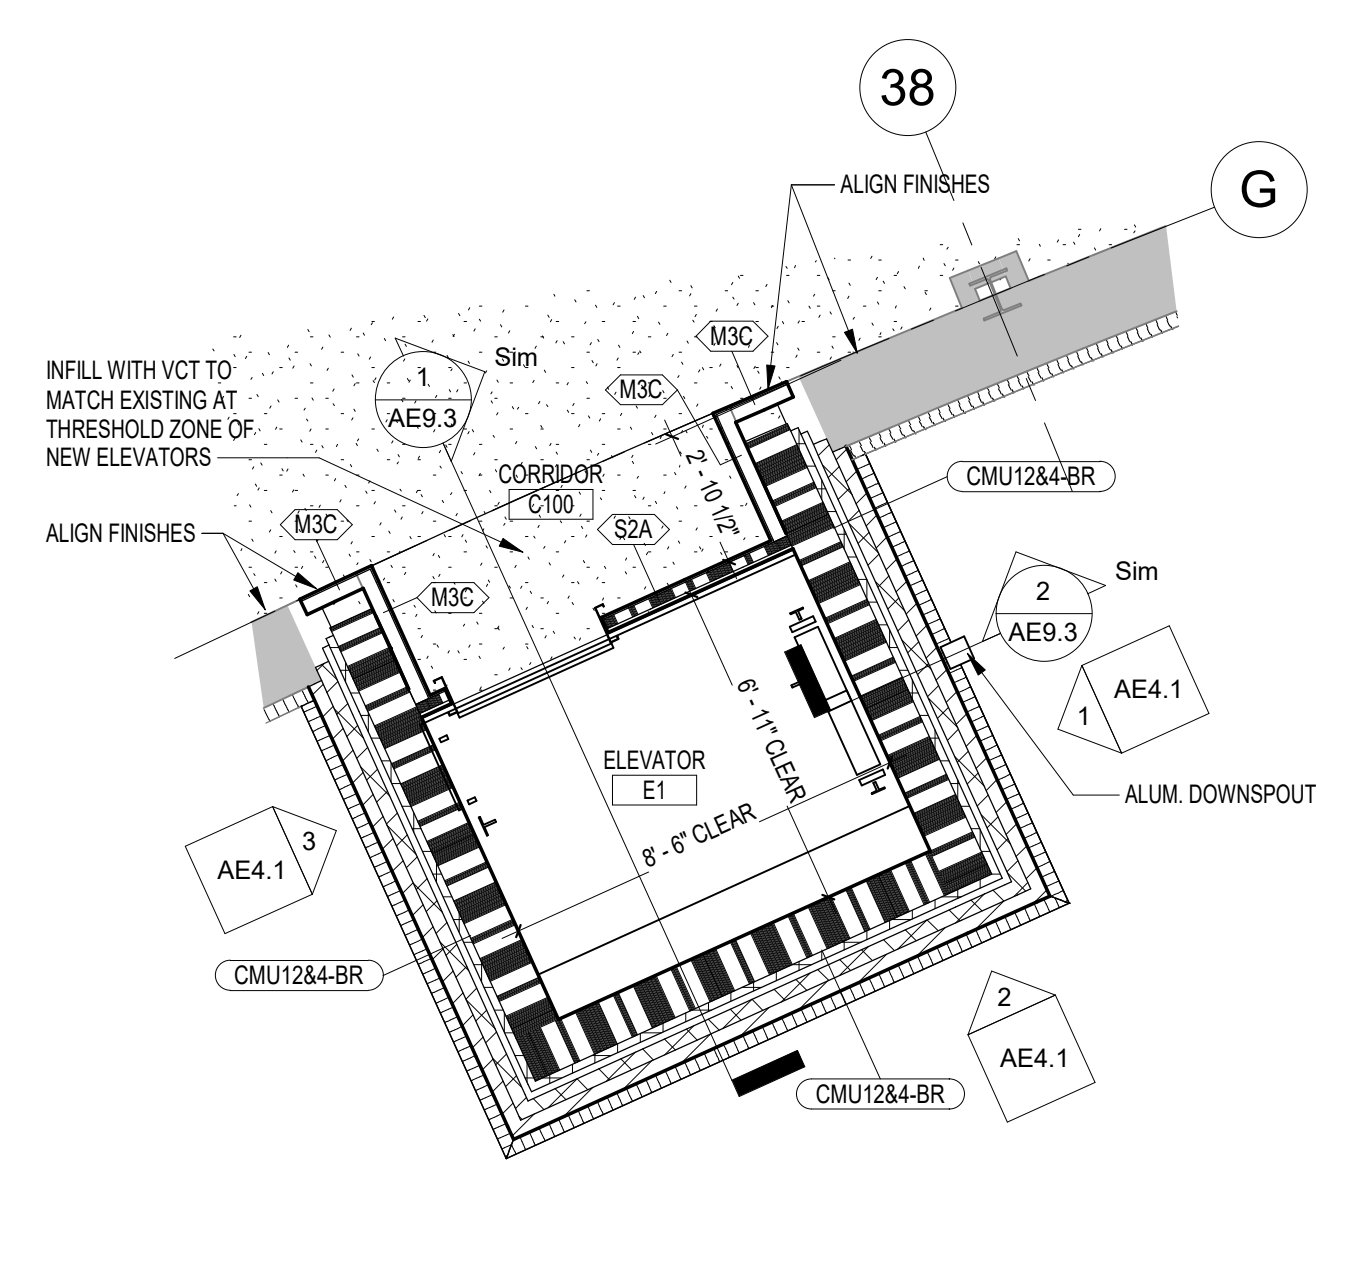 38
G
ALIGN FINISHES
M3C
Sim
1
AE9.3
INFILL WITH VCT TO
MATCH EXISTING AT
THRESHOLD ZONE OF
NEW ELEVATORS
M3C
CORRIDOR
C100
2' - 10 1/2"
CMU12&4-BR
ALIGN FINISHES
M3C
S2A
M3C
Sim
2
AE9.3
AE4.1
1
6' - 11" CLEAR
ELEVATOR
E1
8' - 6" CLEAR
ALUM. DOWNSPOUT
3
AE4.1
CMU12&4-BR
2
AE4.1
CMU12&4-BR